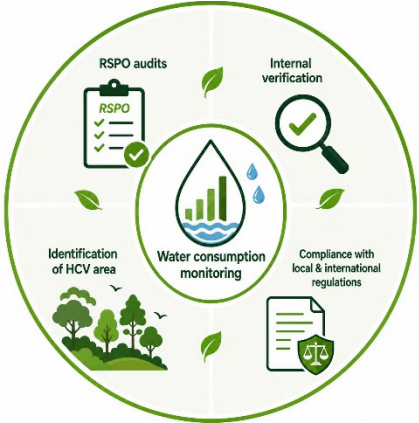 RSPO audits
RSPO
Internal
verification
Water consumption
monitoring
Identification
of HCV area
Compliance with
local & international
regulations